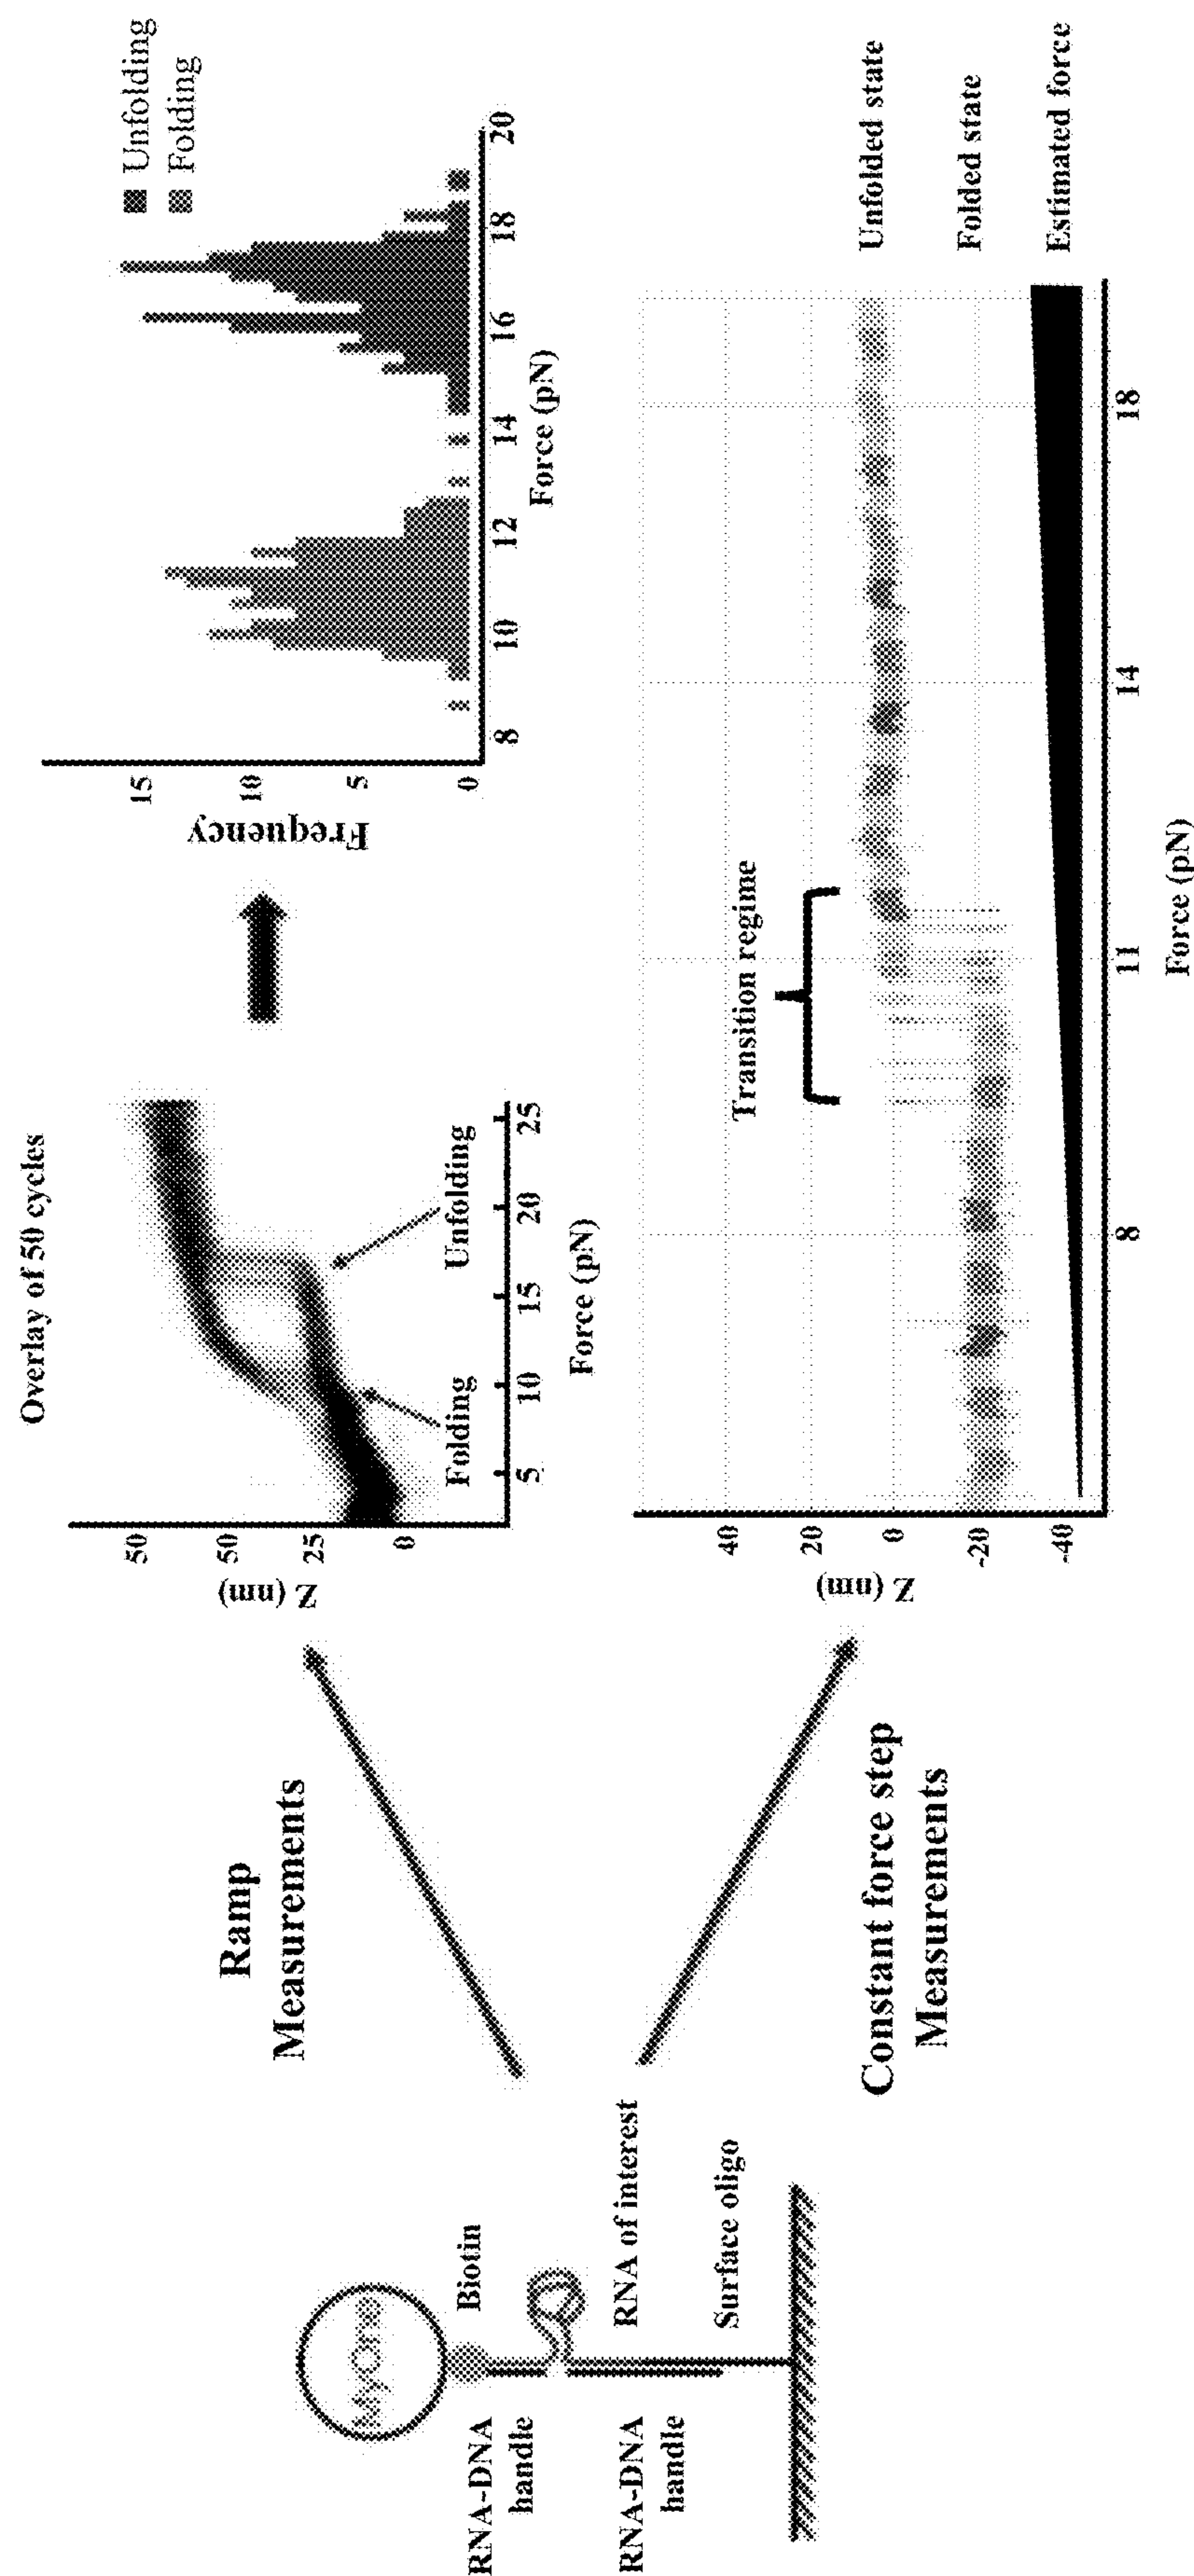 MyOne
Biotin
RNA-DNA
handle
RNA of interest
RNA-DNA
handle
Surface oligo
Ramp
Measurements
Constant force step
Measurements
Overlay of 50 cycles
Z (nm)
50
50
25
0
Folding
Unfolding
5
10
15
20
25
Force (pN)
Frequency
15
10
5
0
Unfolding
Folding
8
10
12
14
16
18
20
Force (pN)
Z (nm)
40
20
0
-20
-40
Transition regime
Unfolded state
Folded state
Estimated force
8
11
14
18
Force (pN)